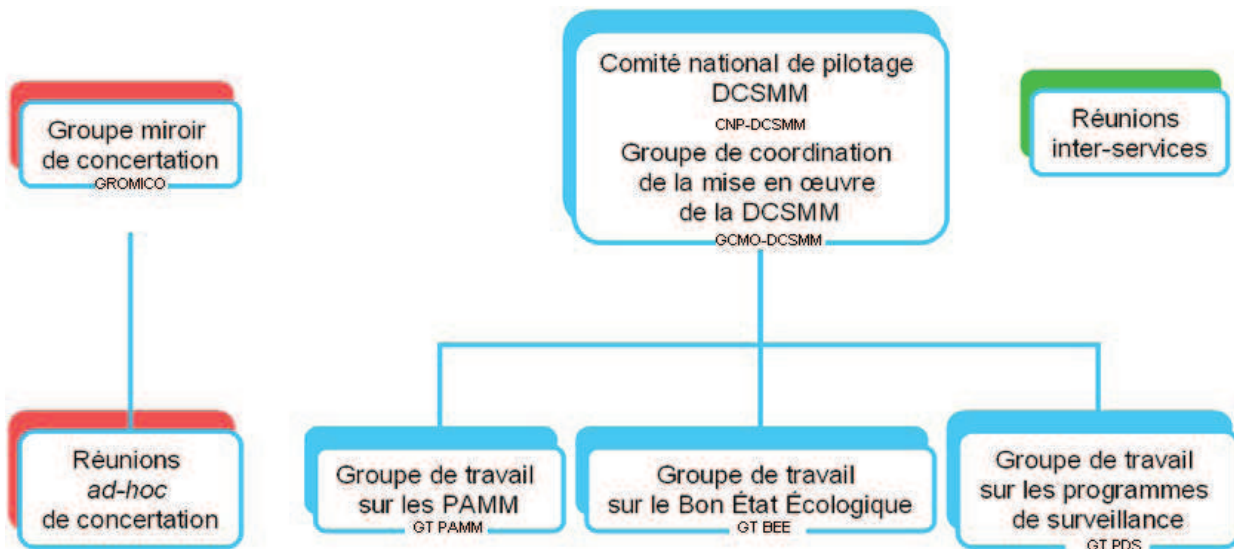 Groupe miroir
de concertation
GROMICO
Réunions
ad-hoc
de concertation
Comité national de pilotage
DCSMM
CNP-DCSMM
Groupe de coordination
de la mise en œuvre
de la DCSMM
GCMO-DCSMM
Groupe de travail
sur les PAMM
GT PAMM
Groupe de travail
sur le Bon État Écologique
GT BEE
Groupe de travail
sur les programmes
de surveillance
GT PDS
Réunions
inter-services